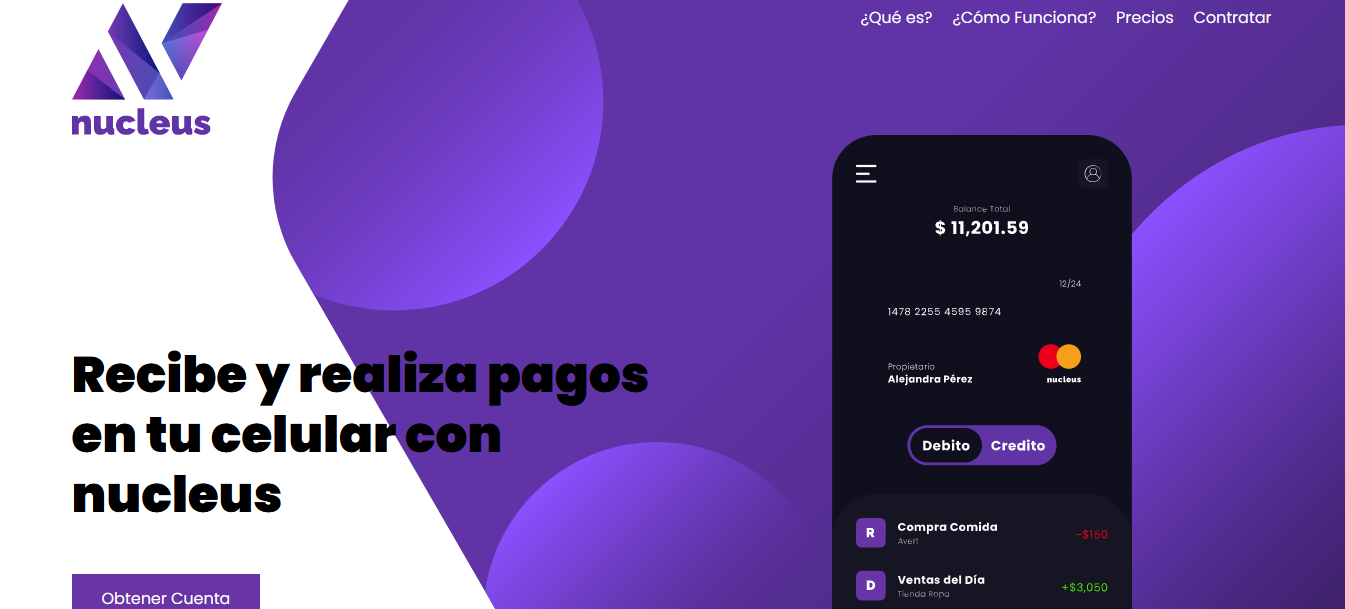 ¿Qué es? ¿Cómo Funciona? Precios Contratar
nucleus
Recibe y realiza pagos
en tu celular con
nucleus
Obtener Cuenta
Balance Total
$ 11,201.59
12/24
1478 2255 4595 9874
Propietario
Alejandra Pérez
nucleus
Debito Credito
R Compra Comida -$150
Aver!
D Ventas del Día +$3,050
Tienda Ropa